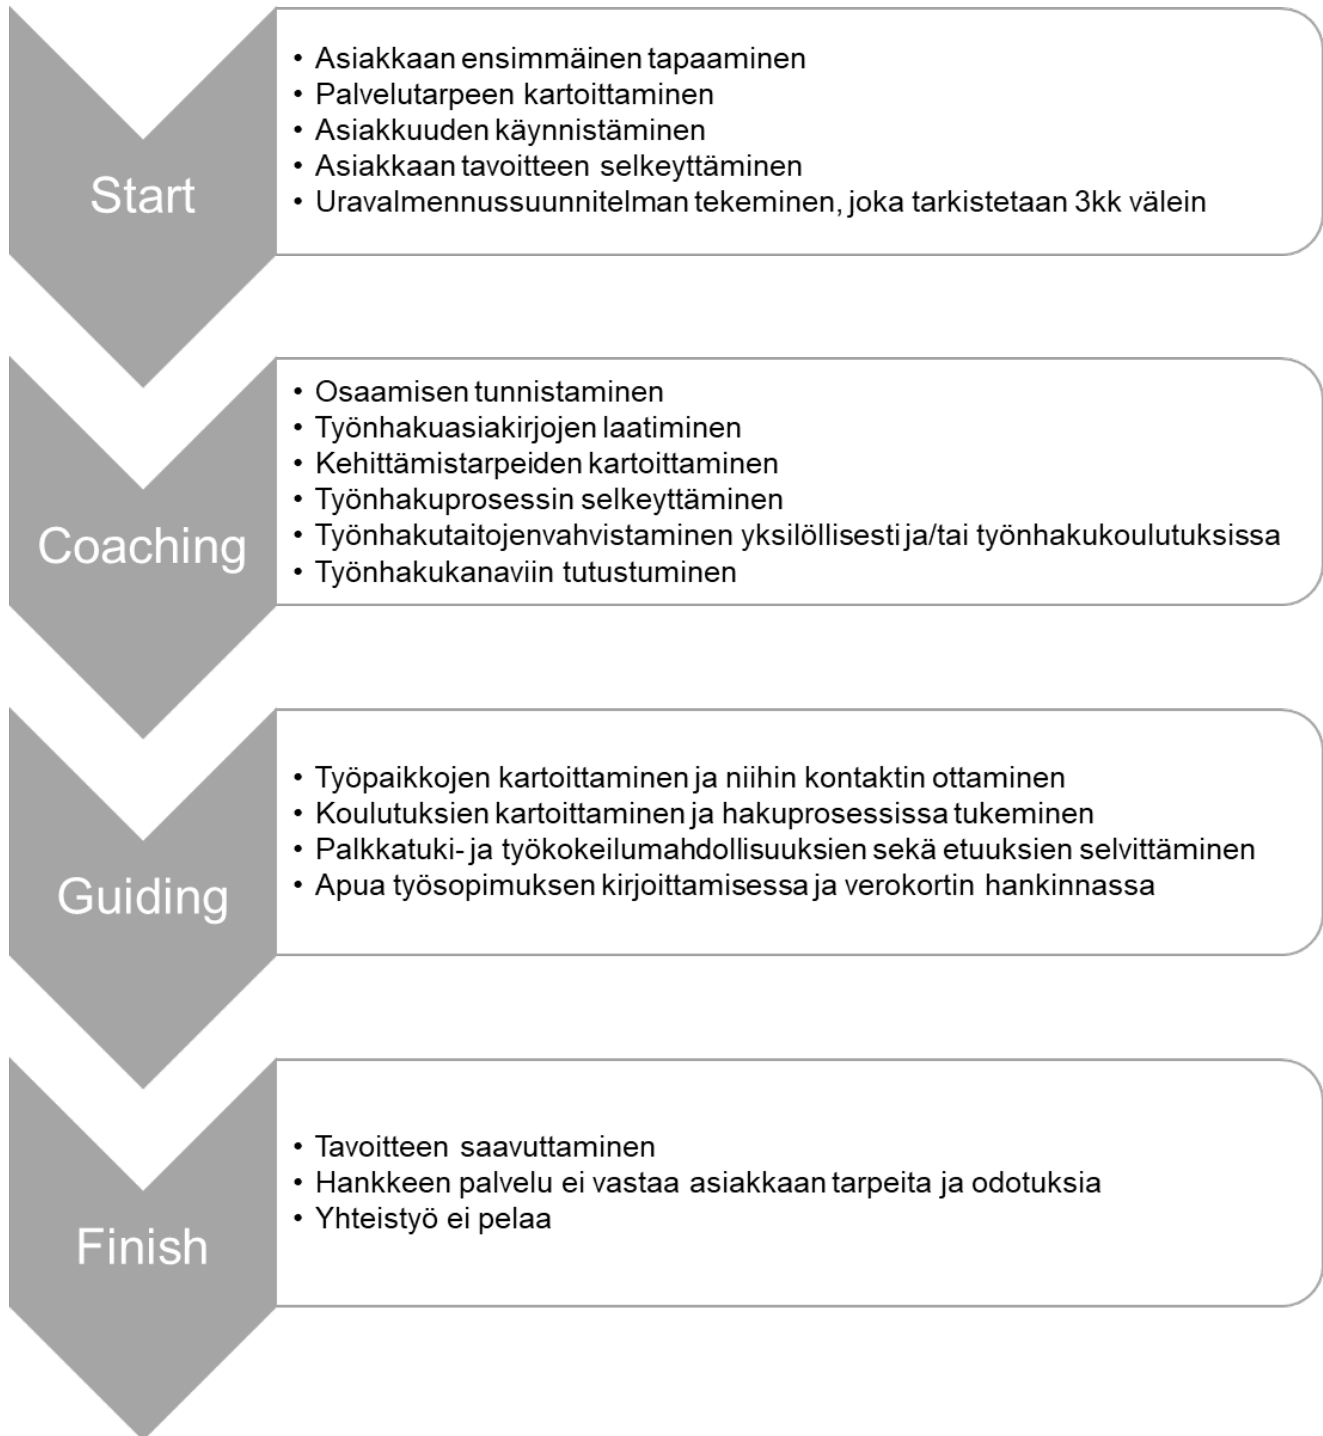 Start
• Asiakkaan ensimmäinen tapaaminen
• Palvelutarpeen kartoittaminen
• Asiakkuuden käynnistäminen
• Asiakkaan tavoitteen selkeyttäminen
• Uravalmennussuunnitelman tekeminen, joka tarkistetaan 3kk välein
Coaching
• Osaamisen tunnistaminen
• Työnhakuasiakirjojen laatiminen
• Kehittämistarpeiden kartoittaminen
• Työnhakuprosessin selkeyttäminen
• Työnhakutaitojenvahvistaminen yksilöllisesti ja/tai työnhakukoulutuksissa
• Työnhakukanaviin tutustuminen
Guiding
• Työpaikkojen kartoittaminen ja niihin kontaktin ottaminen
• Koulutuksien kartoittaminen ja hakuprosessissa tukeminen
• Palkkatuki- ja työkokeilumahdollisuuksien sekä etuuksien selvittäminen
• Apua työsopimuksen kirjoittamisessa ja verokortin hankinnassa
Finish
• Tavoitteen saavuttaminen
• Hankkeen palvelu ei vastaa asiakkaan tarpeita ja odotuksia
• Yhteistyö ei pelaa